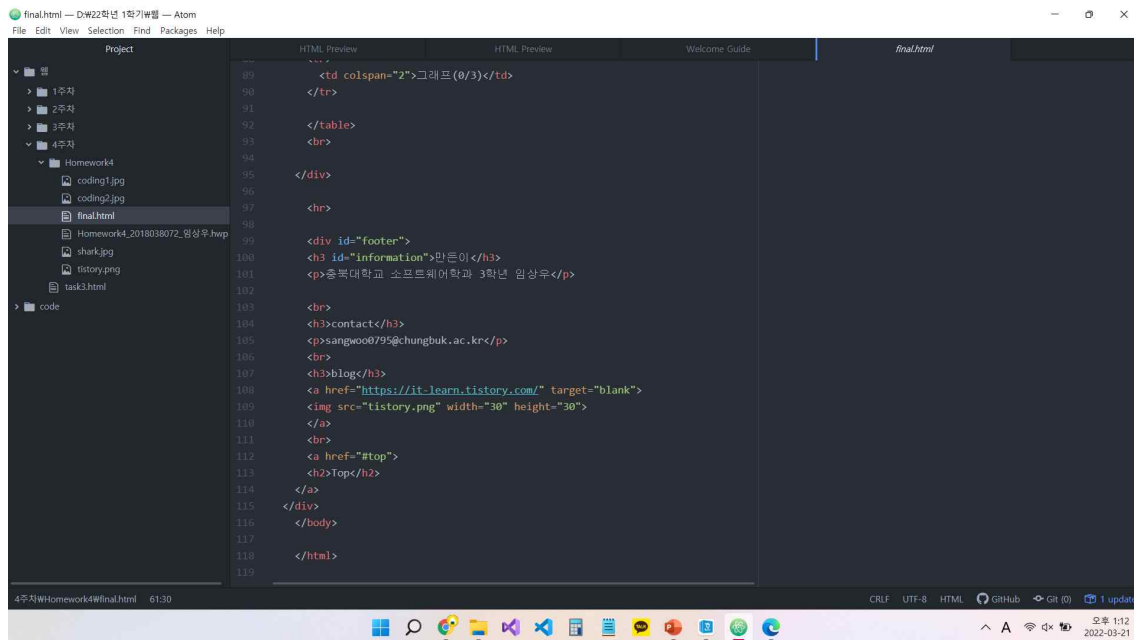 final.html — D:₩22학년 1학기₩웹 — Atom
File Edit View Selection Find Packages Help
Project
HTML Preview
HTML Preview
Welcome Guide
final.html
웹
1주차
2주차
3주차
4주차
Homework4
coding1.jpg
coding2.jpg
final.html
Homework4_2018038072_임상우.hwp
shark.jpg
tistory.png
task3.html
code
89 <td colspan="2">그래프(0/3)</td>
90 </tr>
91
92 </table>
93 <br>
94
95 </div>
96
97 <hr>
98
99 <div id="footer">
100 <h3 id="information">만든이</h3>
101 <p>충북대학교 소프트웨어학과 3학년 임상우</p>
102
103 <br>
104 <h3>contact</h3>
105 <p>sangwoo0795@chungbuk.ac.kr</p>
106 <br>
107 <h3>blog</h3>
108 <a href="https://it-learn.tistory.com/" target="blank">
109 <img src="tistory.png" width="30" height="30">
110 </a>
111 <br>
112 <a href="#top">
113 <h2>Top</h2>
114 </a>
115 </div>
116 </body>
117
118 </html>
119
4주차₩Homework4₩final.html 61:30
CRLF UTF-8 HTML GitHub Git (0) 1 update
A 오후 1:12
2022-03-21